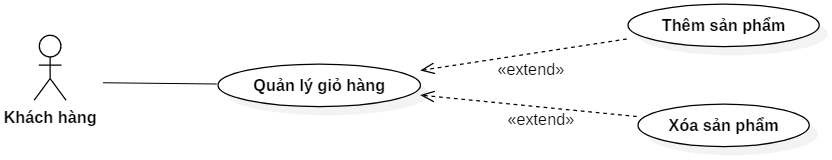 Thêm sản phẩm
«extend»
Quản lý giỏ hàng
Khách hàng
«extend»
Xóa sản phẩm